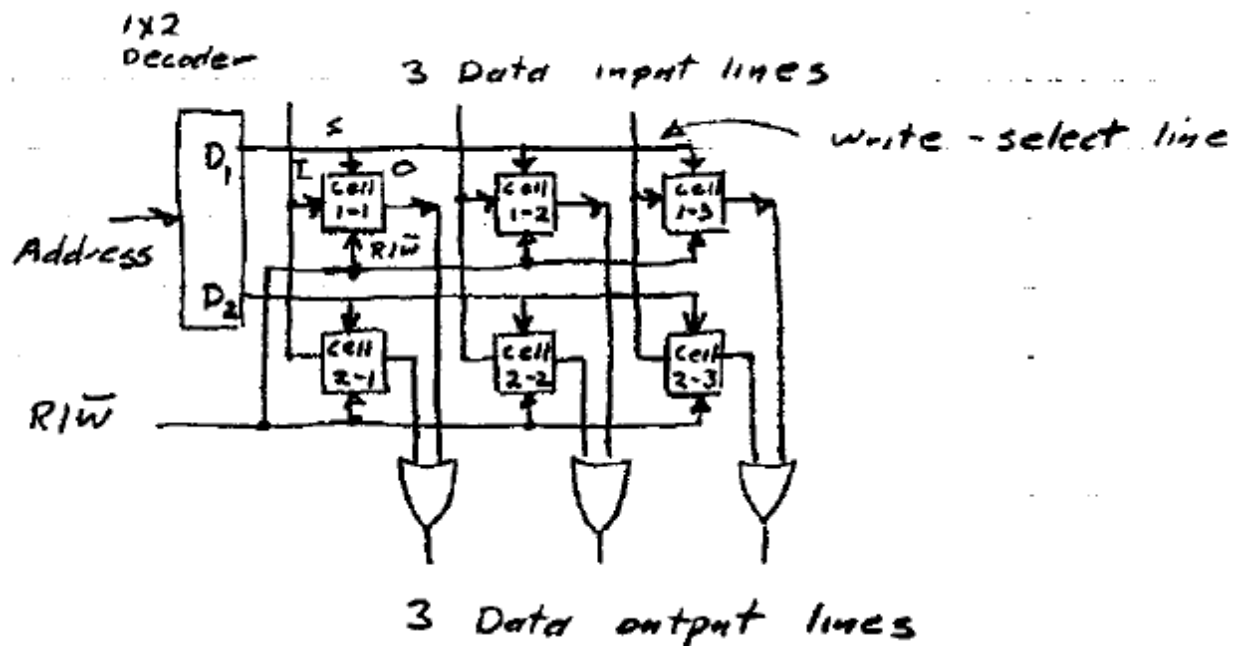 1x2
Decoder
3 Data input lines
write-select line
D1
S
I
O
cell
1-1
cell
1-2
cell
1-3
R/W̅
Address
D2
cell
2-1
cell
2-2
cell
2-3
R/W̅
3 Data output lines